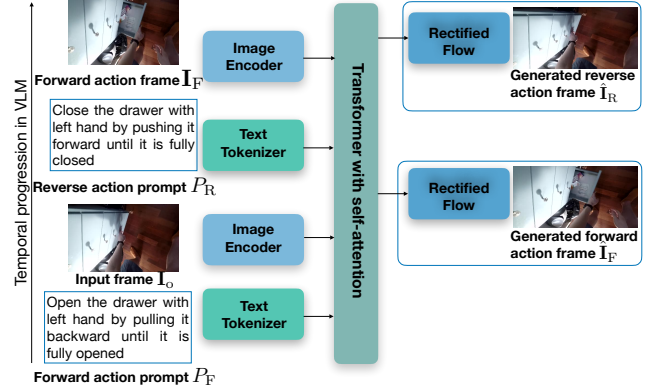 Temporal progression in VLM
Forward action frame I_F
Image
Encoder
Close the drawer with
left hand by pushing it
forward until it is fully
closed
Text
Tokenizer
Reverse action prompt P_R
Image
Encoder
Input frame I_o
Open the drawer with
left hand by pulling it
backward until it is
fully opened
Text
Tokenizer
Forward action prompt P_F
Transformer with self-attention
Rectified
Flow
Generated reverse
action frame Î_R
Rectified
Flow
Generated forward
action frame Î_F